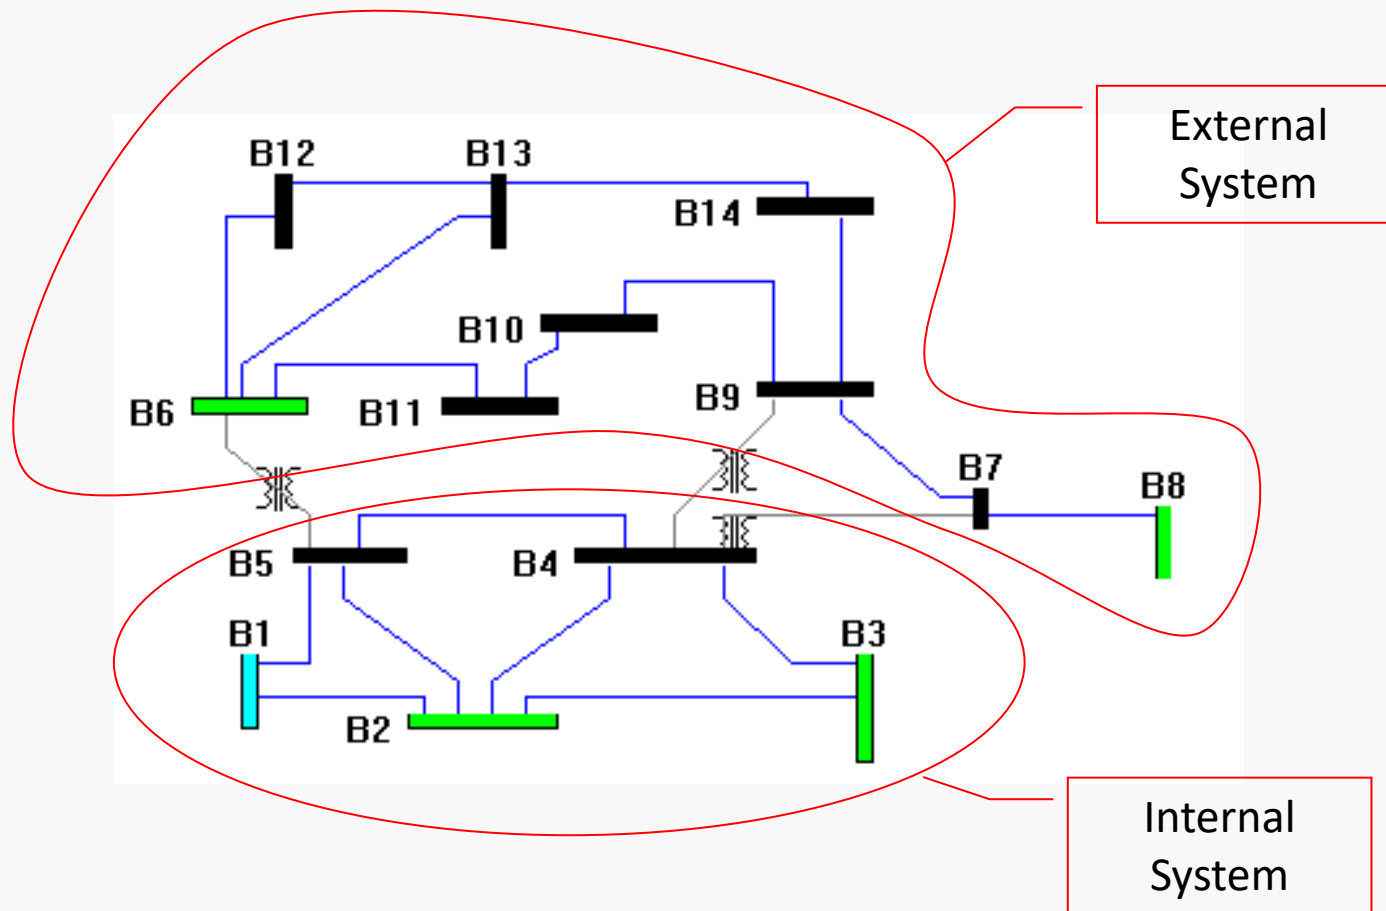 External
System
B12
B13
B14
B10
B6
B11
B9
B7
B8
B5
B4
B1
B3
B2
Internal
System